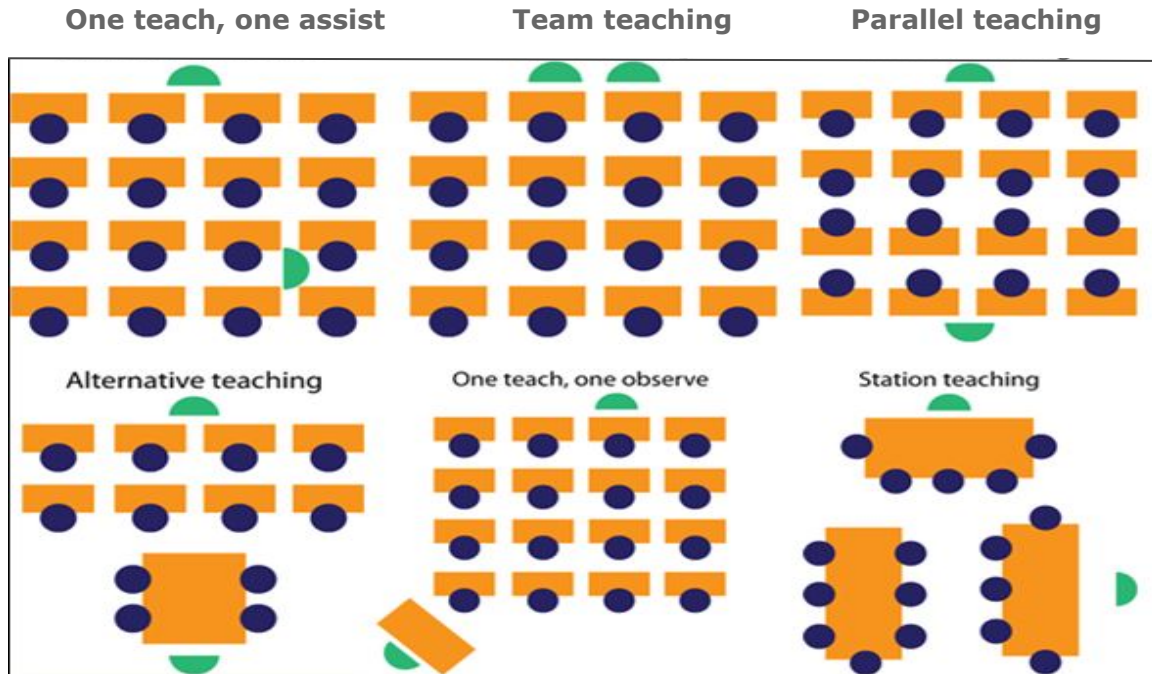 One teach, one assist
Team teaching
Parallel teaching
Alternative teaching
One teach, one observe
Station teaching